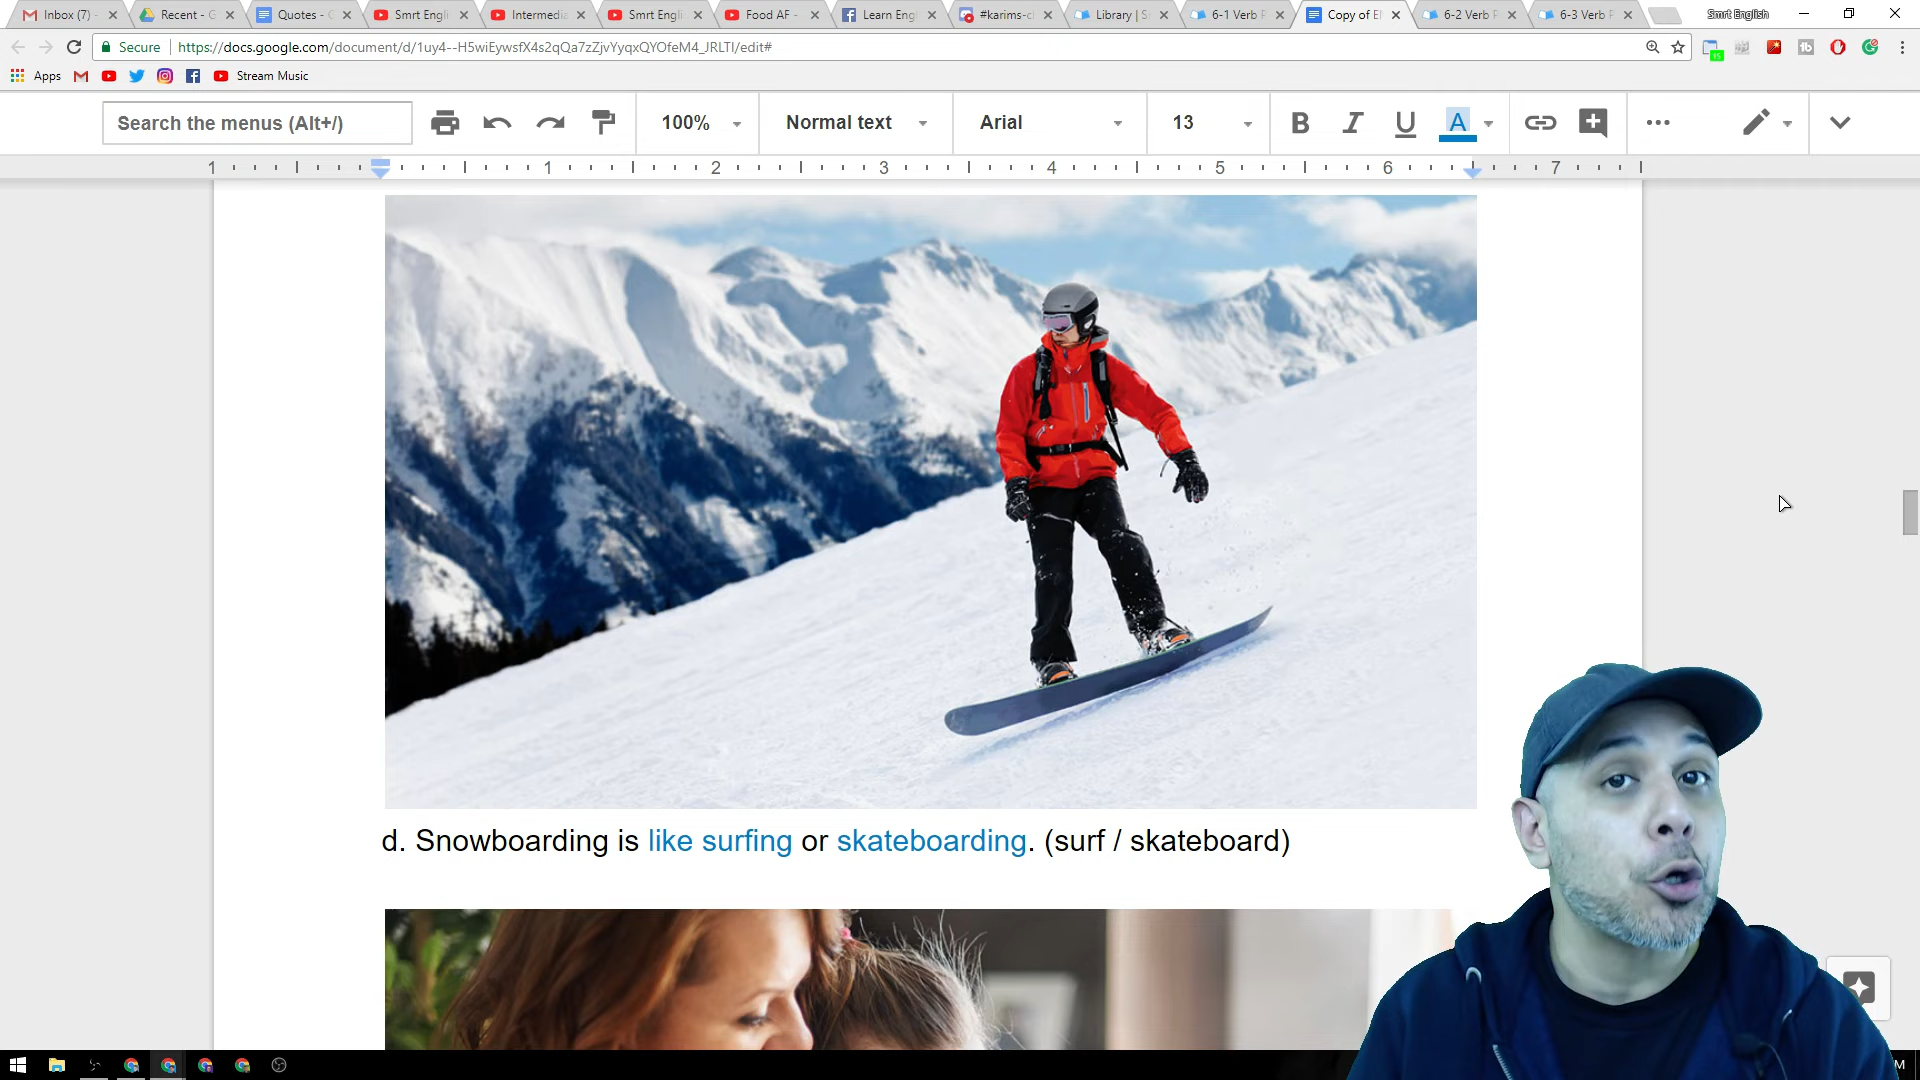 Inbox (7) -
Recent - G
Quotes - G
Smrt Engli
Intermedia
Smrt Engli
Food AF -
Learn Eng
#karims-cl
Library | S
6-1 Verb P
Copy of E
6-2 Verb P
6-3 Verb P
Smrt English
Secure
https://docs.google.com/document/d/1uy4--H5wiEywsfX4s2qQa7zZjvYyqxQYOfeM4_JRLTI/edit#
Apps
Stream Music
Search the menus (Alt+/)
100%
Normal text
Arial
13
B
I
U
A
1 1 2 3 4 5 6 7
d. Snowboarding is like surfing or skateboarding. (surf / skateboard)